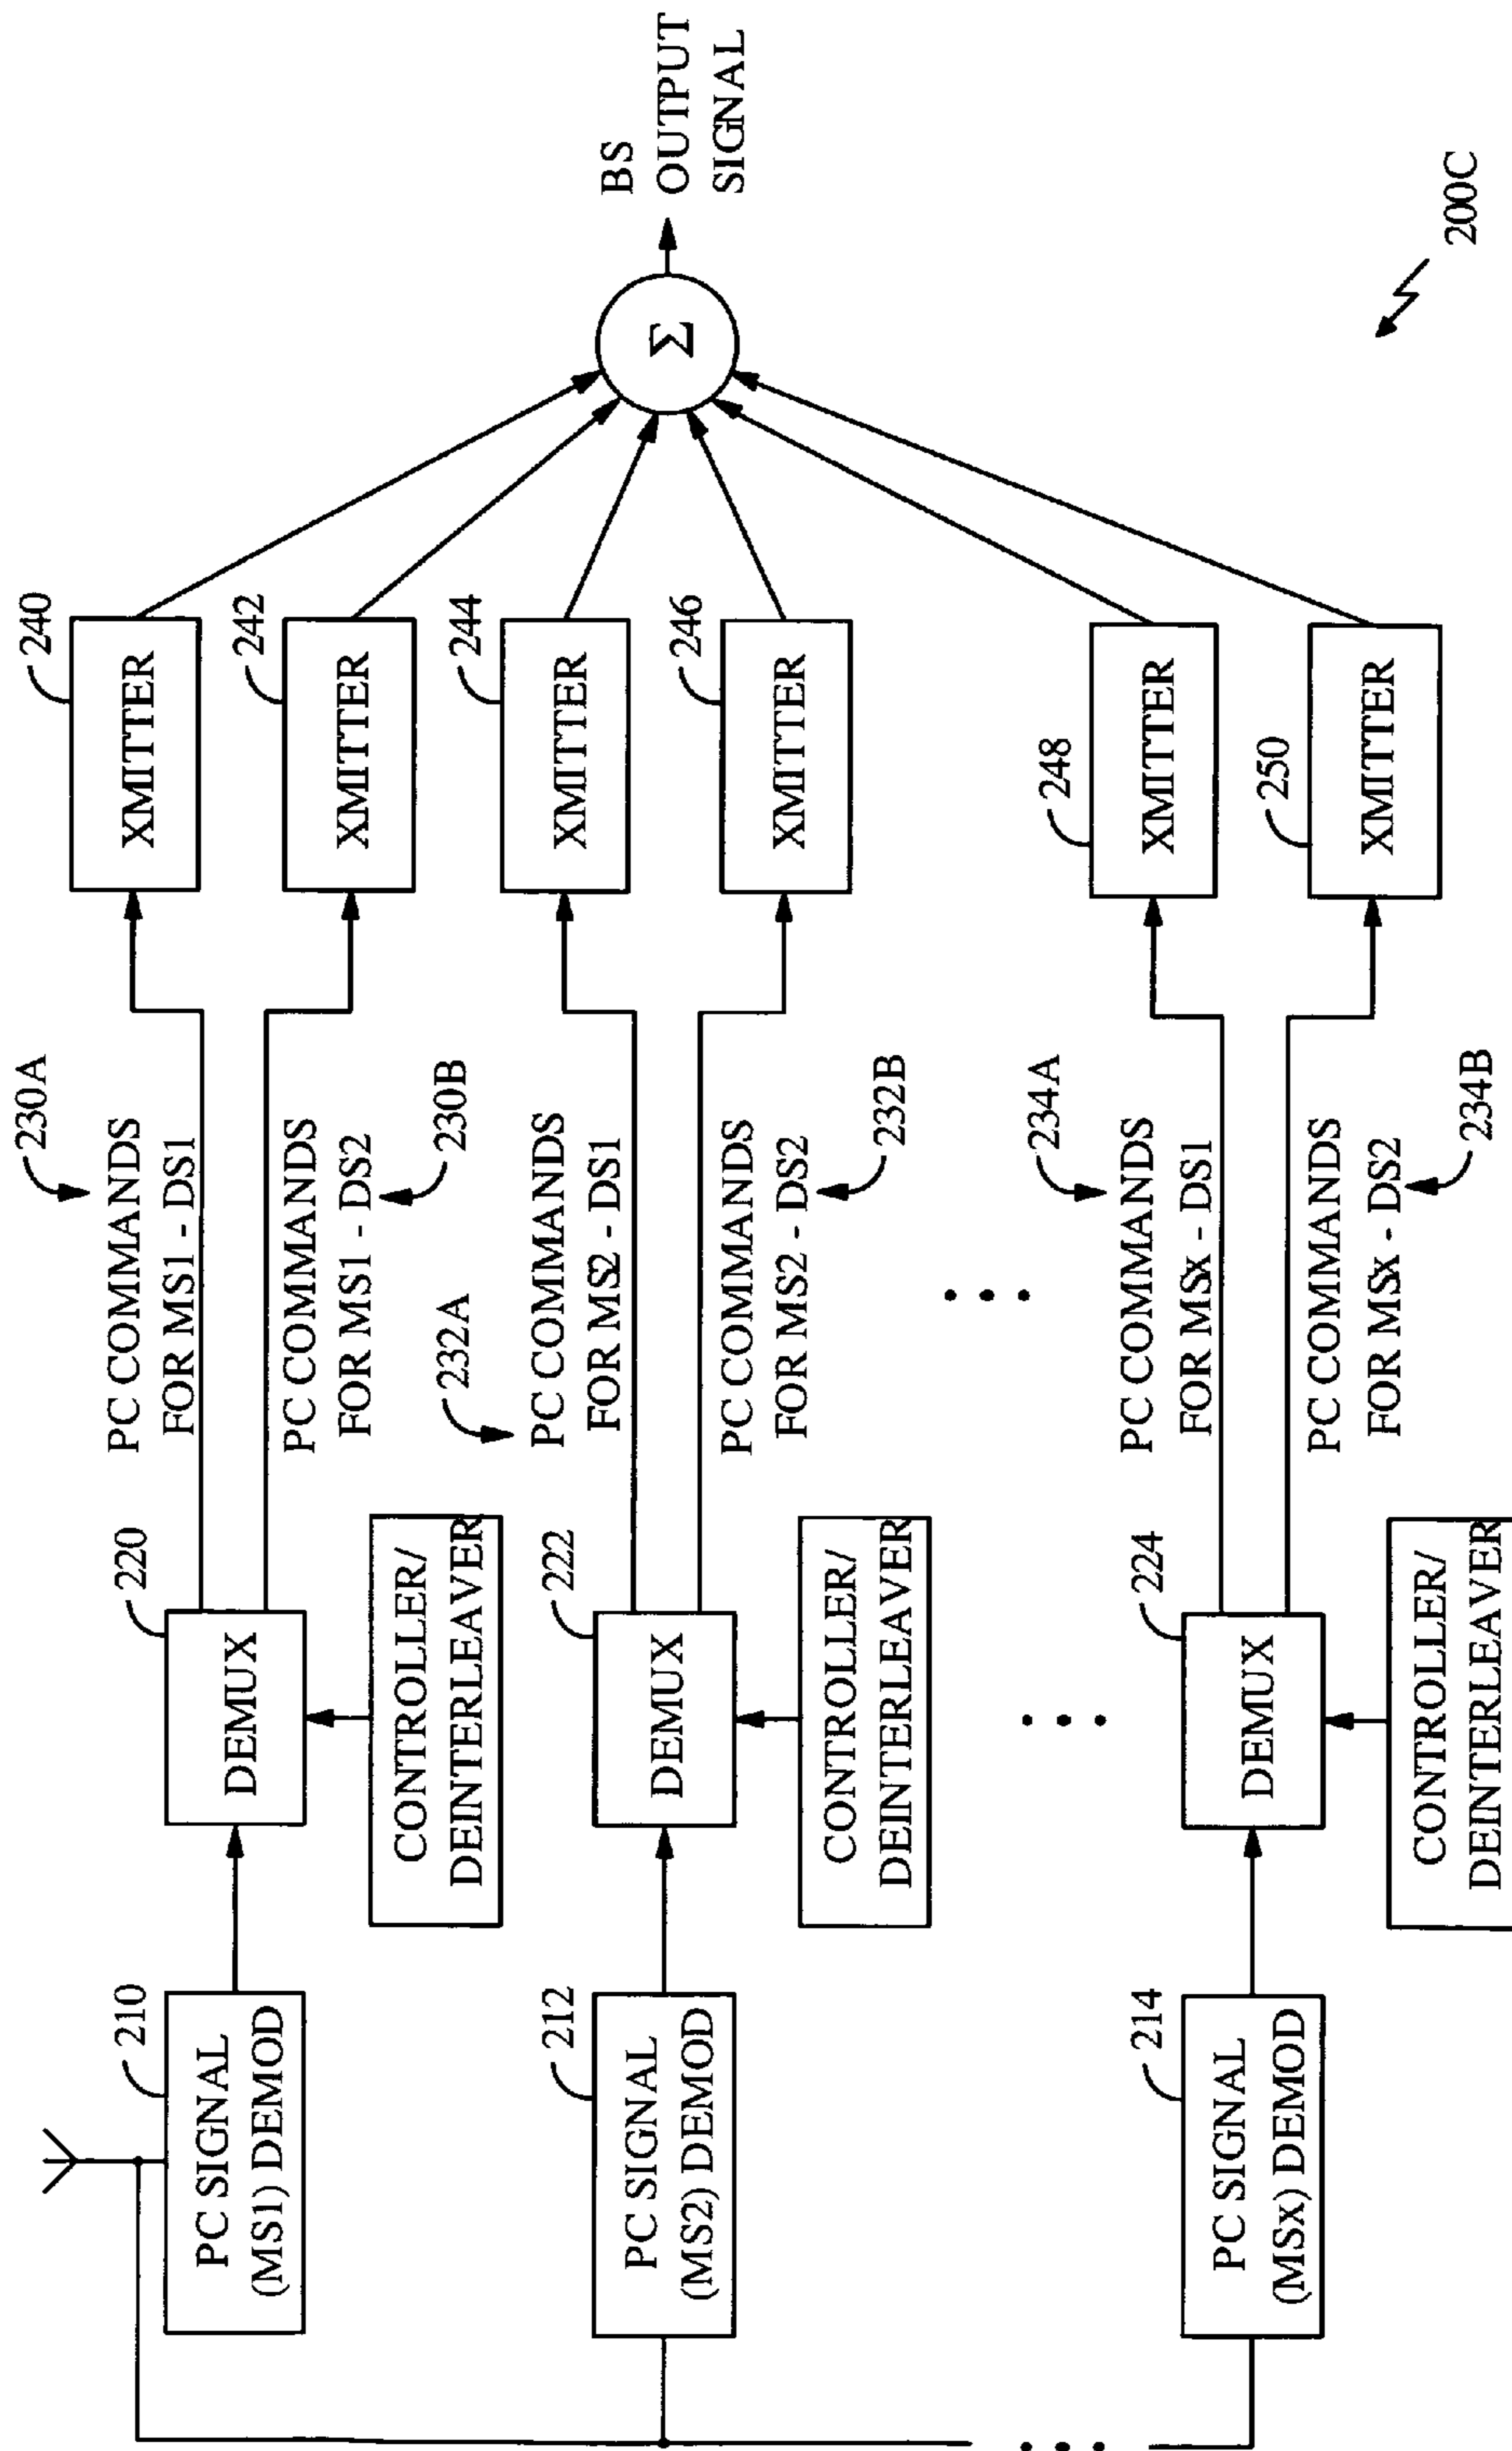 210
PC SIGNAL
(MS1) DEMOD
220
DEMUX
CONTROLLER/
DEINTERLEAVER
230A
PC COMMANDS
FOR MS1 - DS1
PC COMMANDS
FOR MS1 - DS2
230B
240
XMITTER
242
XMITTER
212
PC SIGNAL
(MS2) DEMOD
222
DEMUX
CONTROLLER/
DEINTERLEAVER
232A
PC COMMANDS
FOR MS2 - DS1
PC COMMANDS
FOR MS2 - DS2
232B
244
XMITTER
246
XMITTER
Σ
BS
OUTPUT
SIGNAL
214
PC SIGNAL
(MSx) DEMOD
224
DEMUX
CONTROLLER/
DEINTERLEAVER
234A
PC COMMANDS
FOR MSx - DS1
PC COMMANDS
FOR MSx - DS2
234B
248
XMITTER
250
XMITTER
200C